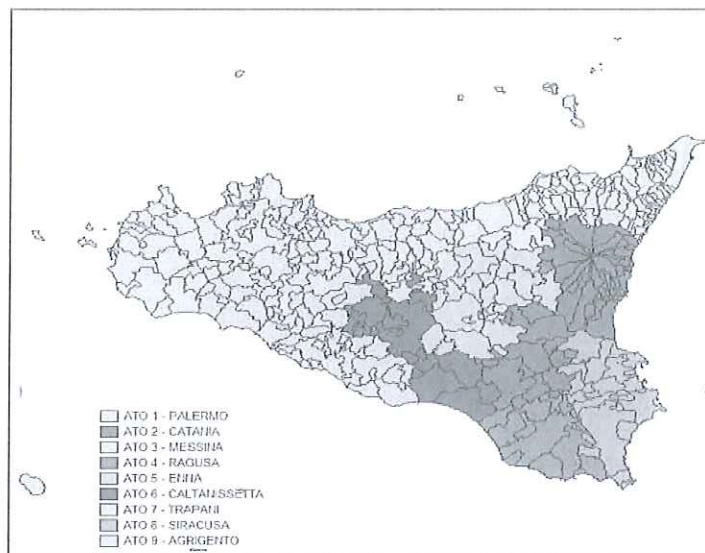 ATO 1 - PALERMO
ATO 2 - CATANIA
ATO 3 - MESSINA
ATO 4 - RAGUSA
ATO 5 - ENNA
ATO 6 - CALTANISSETTA
ATO 7 - TRAPANI
ATO 8 - SIRACUSA
ATO 9 - AGRIGENTO